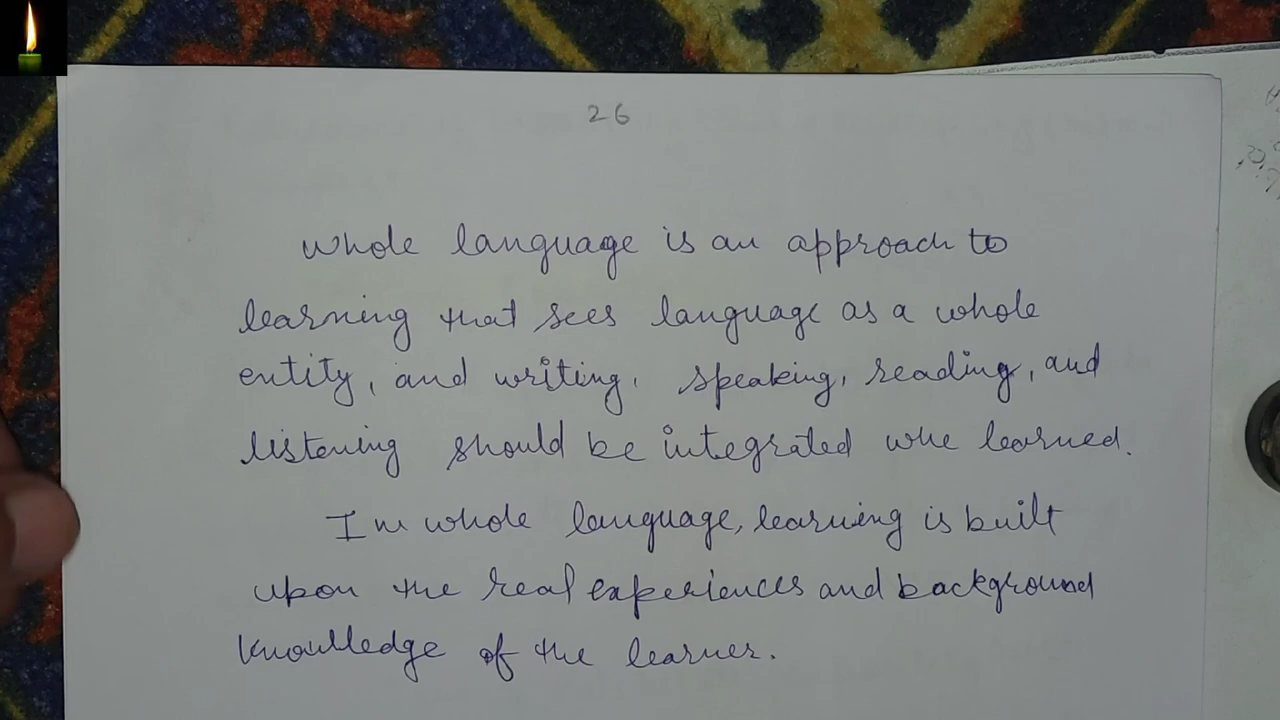 26
whole language is an approach to
learning that sees language as a whole
entity, and writing, speaking, reading, and
listening should be integrated whe learned.
In whole language, learning is built
upon the real experiences and background
knowledge of the learner.